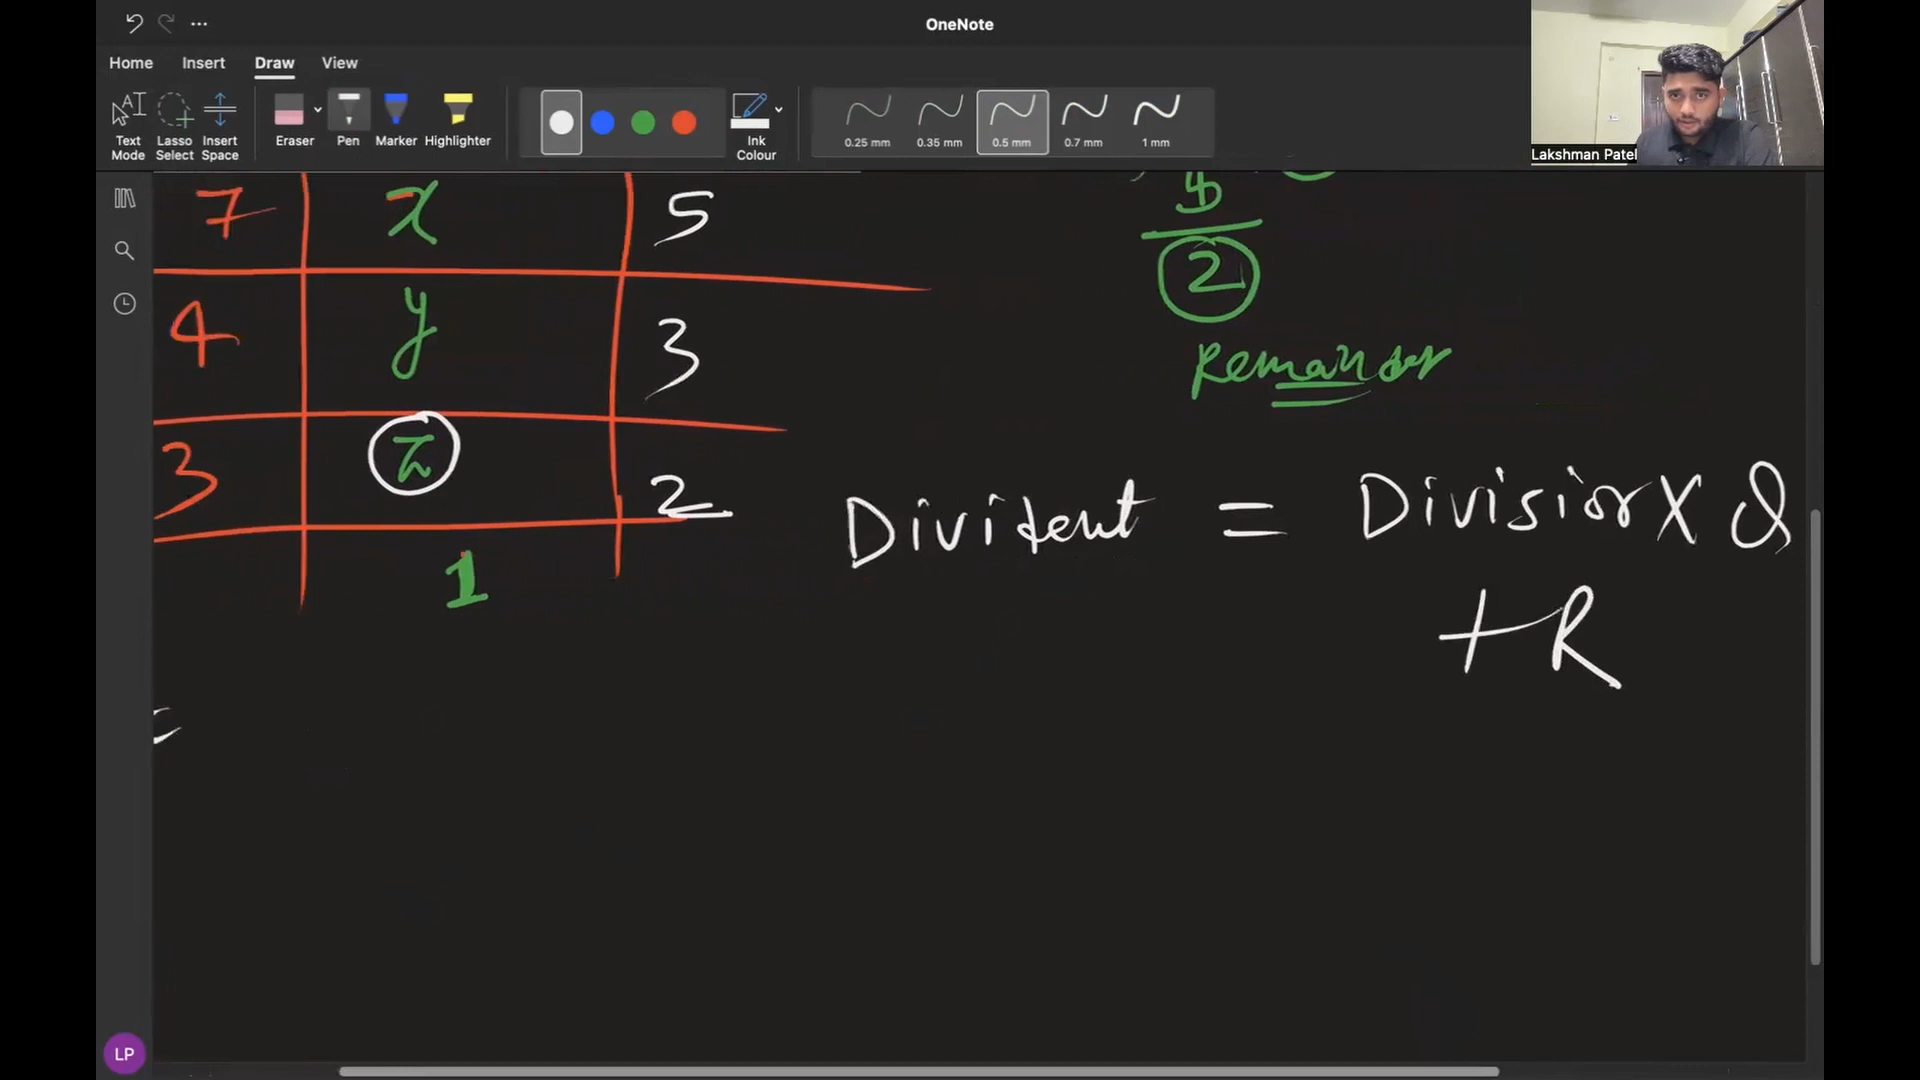 OneNote
Home Insert Draw View
Text Mode
Lasso Select
Insert Space
Eraser
Pen
Marker
Highlighter
Ink Colour
0.25 mm
0.35 mm
0.5 mm
0.7 mm
1 mm
Lakshman Patel
7 x 5
4 y 3
3 z 2
1
2
Remander
Divitent = Divisior X Q
+R
=
LP